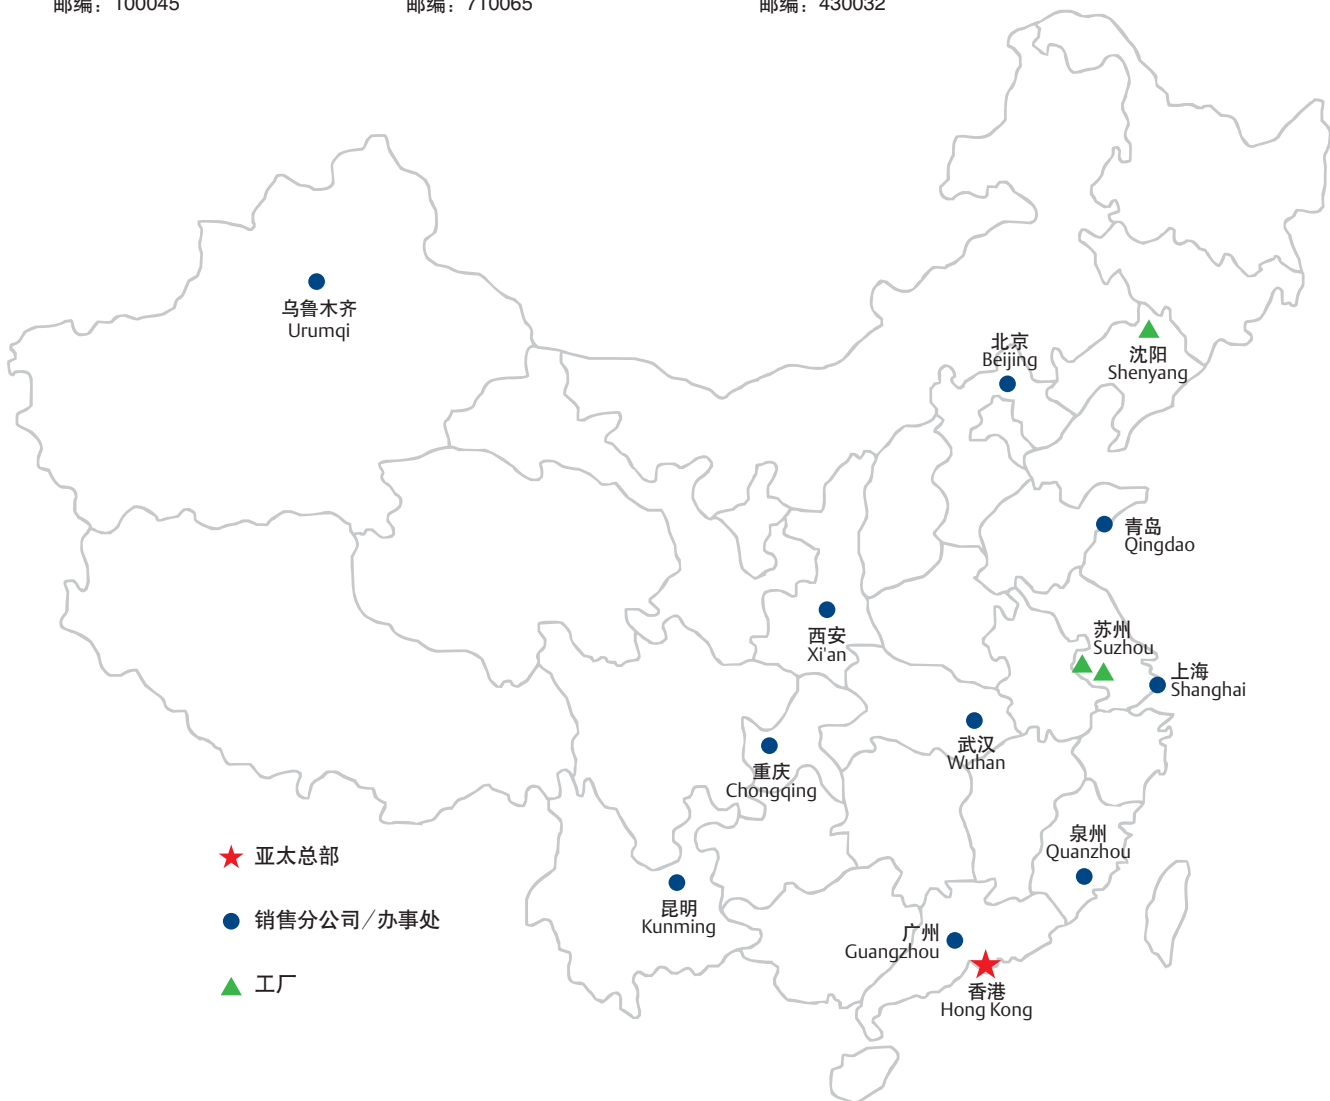 邮编：100045
邮编：710065
邮编：430032
乌鲁木齐
Urumqi
北京
Beijing
沈阳
Shenyang
青岛
Qingdao
西安
Xi'an
苏州
Suzhou
上海
Shanghai
武汉
Wuhan
重庆
Chongqing
泉州
Quanzhou
昆明
Kunming
广州
Guangzhou
香港
Hong Kong
亚太总部
销售分公司/办事处
工厂